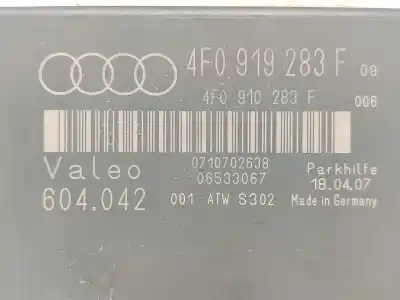 4F0 919 283 F 09
4F0 910 283 F 006
Valeo 0710702638 Parkhilfe
06533067 18.04.07
604.042 001 ATW S302 Made in Germany